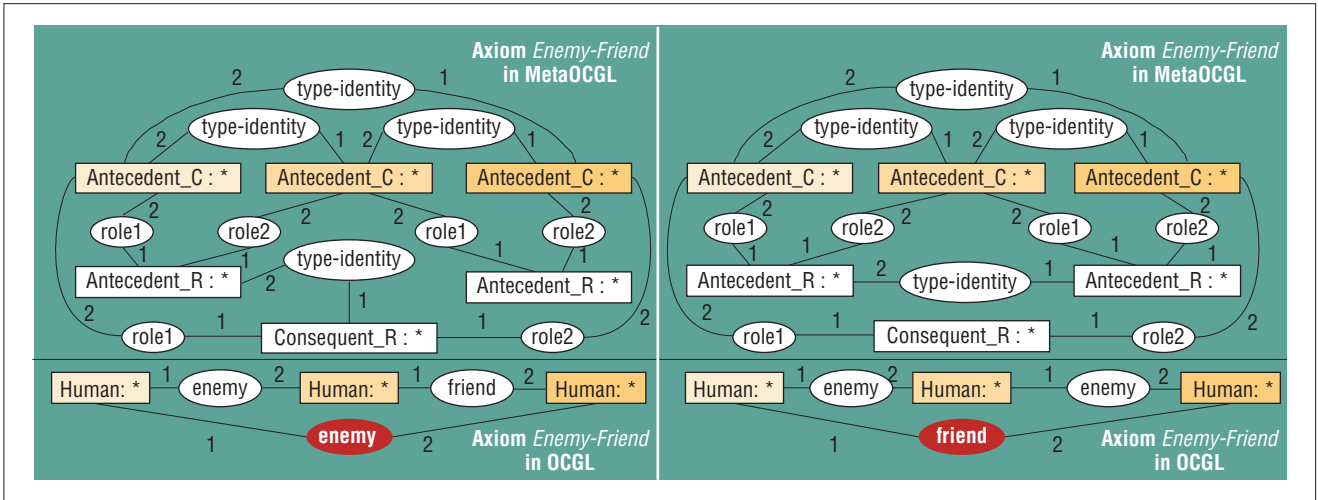 Axiom Enemy-Friend
in MetaOCGL
2
type-identity
1
2
type-identity
1
2
type-identity
1
Antecedent_C : *
Antecedent_C : *
Antecedent_C : *
2
2
2
2
role1
role2
role1
role2
1
1
1
1
type-identity
Antecedent_R : *
2
Antecedent_R : *
1
2
role1
1
Consequent_R : *
1
role2
2
Human: *
1
enemy
2
Human: *
1
friend
2
Human: *
1
enemy
2
Axiom Enemy-Friend
in OCGL
Axiom Enemy-Friend
in MetaOCGL
2
type-identity
1
2
type-identity
1
2
type-identity
1
Antecedent_C : *
Antecedent_C : *
Antecedent_C : *
2
2
2
2
role1
role2
role1
role2
1
1
1
1
Antecedent_R : *
2
type-identity
1
Antecedent_R : *
2
role1
1
Consequent_R : *
1
role2
2
Human: *
1
enemy
2
Human: *
1
enemy
2
Human: *
1
friend
2
Axiom Enemy-Friend
in OCGL